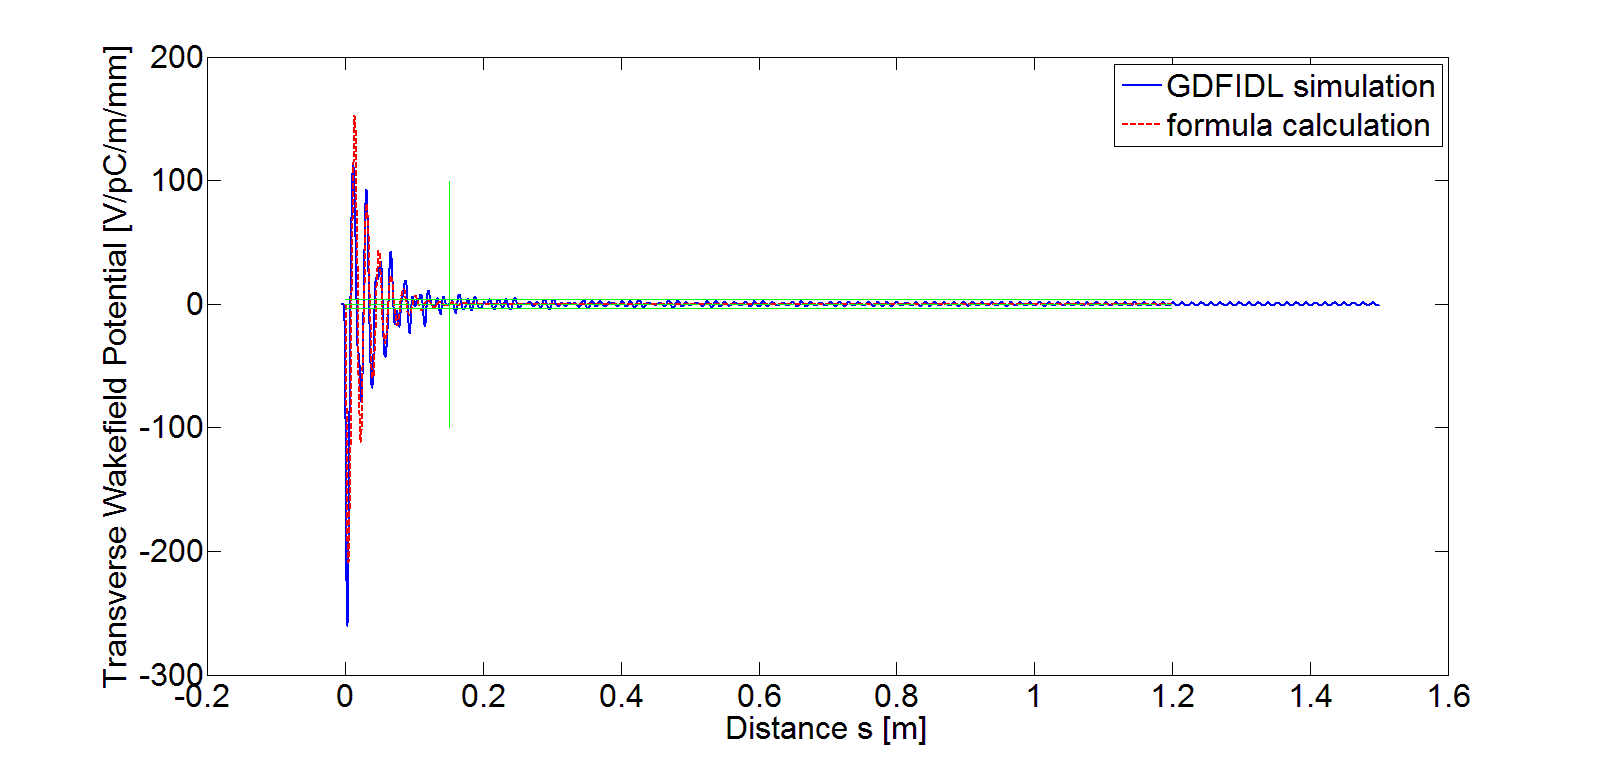 Transverse Wakefield Potential [V/pC/m/mm]
200
100
0
-100
-200
-300
-0.2 0 0.2 0.4 0.6 0.8 1 1.2 1.4 1.6
Distance s [m]
GDFIDL simulation
formula calculation